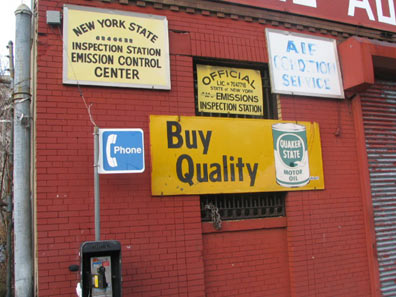 NEW YORK STATE
INSPECTION STATION
EMISSION CONTROL
CENTER
OFFICIAL
STATE OF NEW YORK
EMISSIONS
INSPECTION STATION
AIR
CONDITION
SERVICE
Phone
Buy
Quality
QUAKER
STATE
MOTOR
OIL